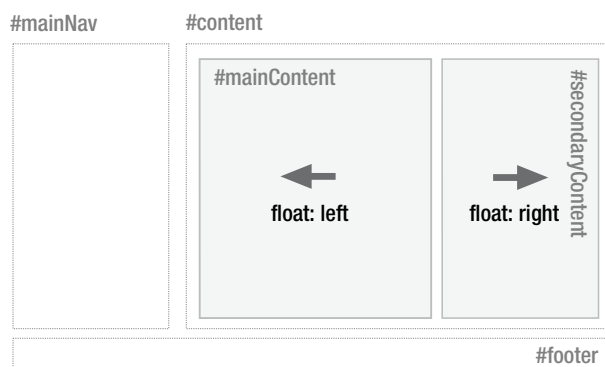 #mainNav
#content
#mainContent
#secondaryContent
float: left
float: right
#footer